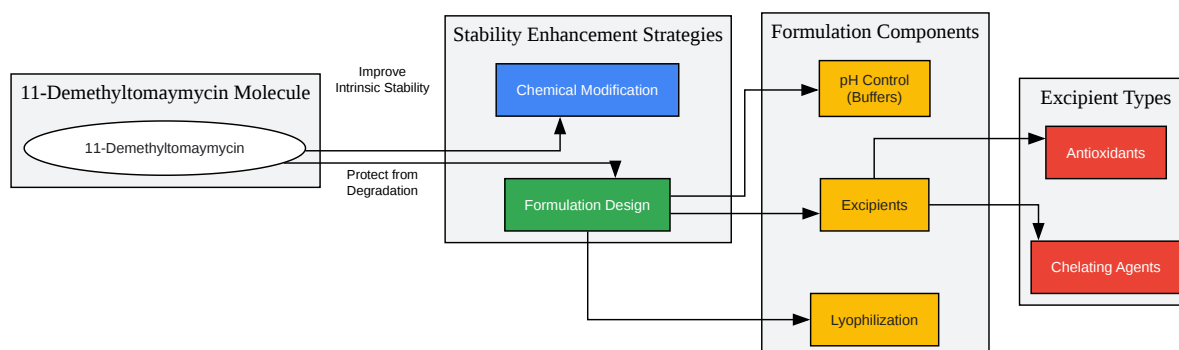 11-Demethyltomaymycin Molecule
11-Demethyltomaymycin
Improve
Intrinsic Stability
Protect from
Degradation
Stability Enhancement Strategies
Chemical Modification
Formulation Design
Formulation Components
pH Control
(Buffers)
Excipients
Lyophilization
Excipient Types
Antioxidants
Chelating Agents